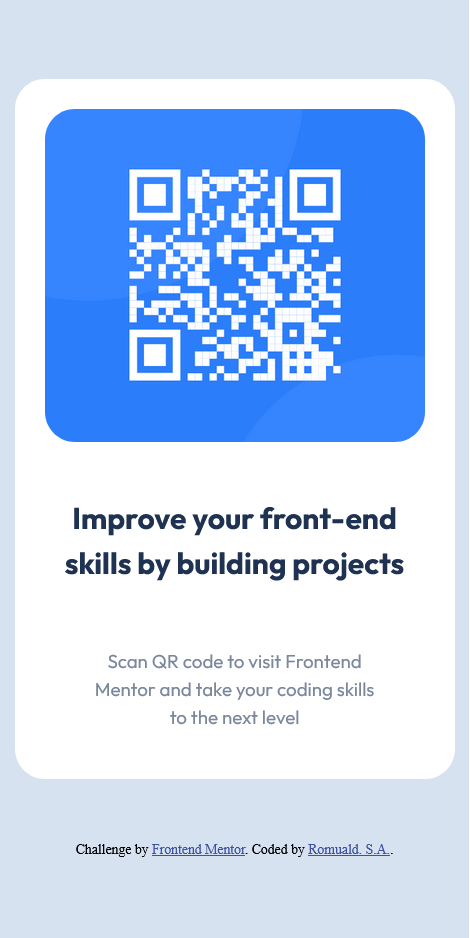 Improve your front-end
skills by building projects
Scan QR code to visit Frontend
Mentor and take your coding skills
to the next level
Challenge by Frontend Mentor. Coded by Romuald. S.A..